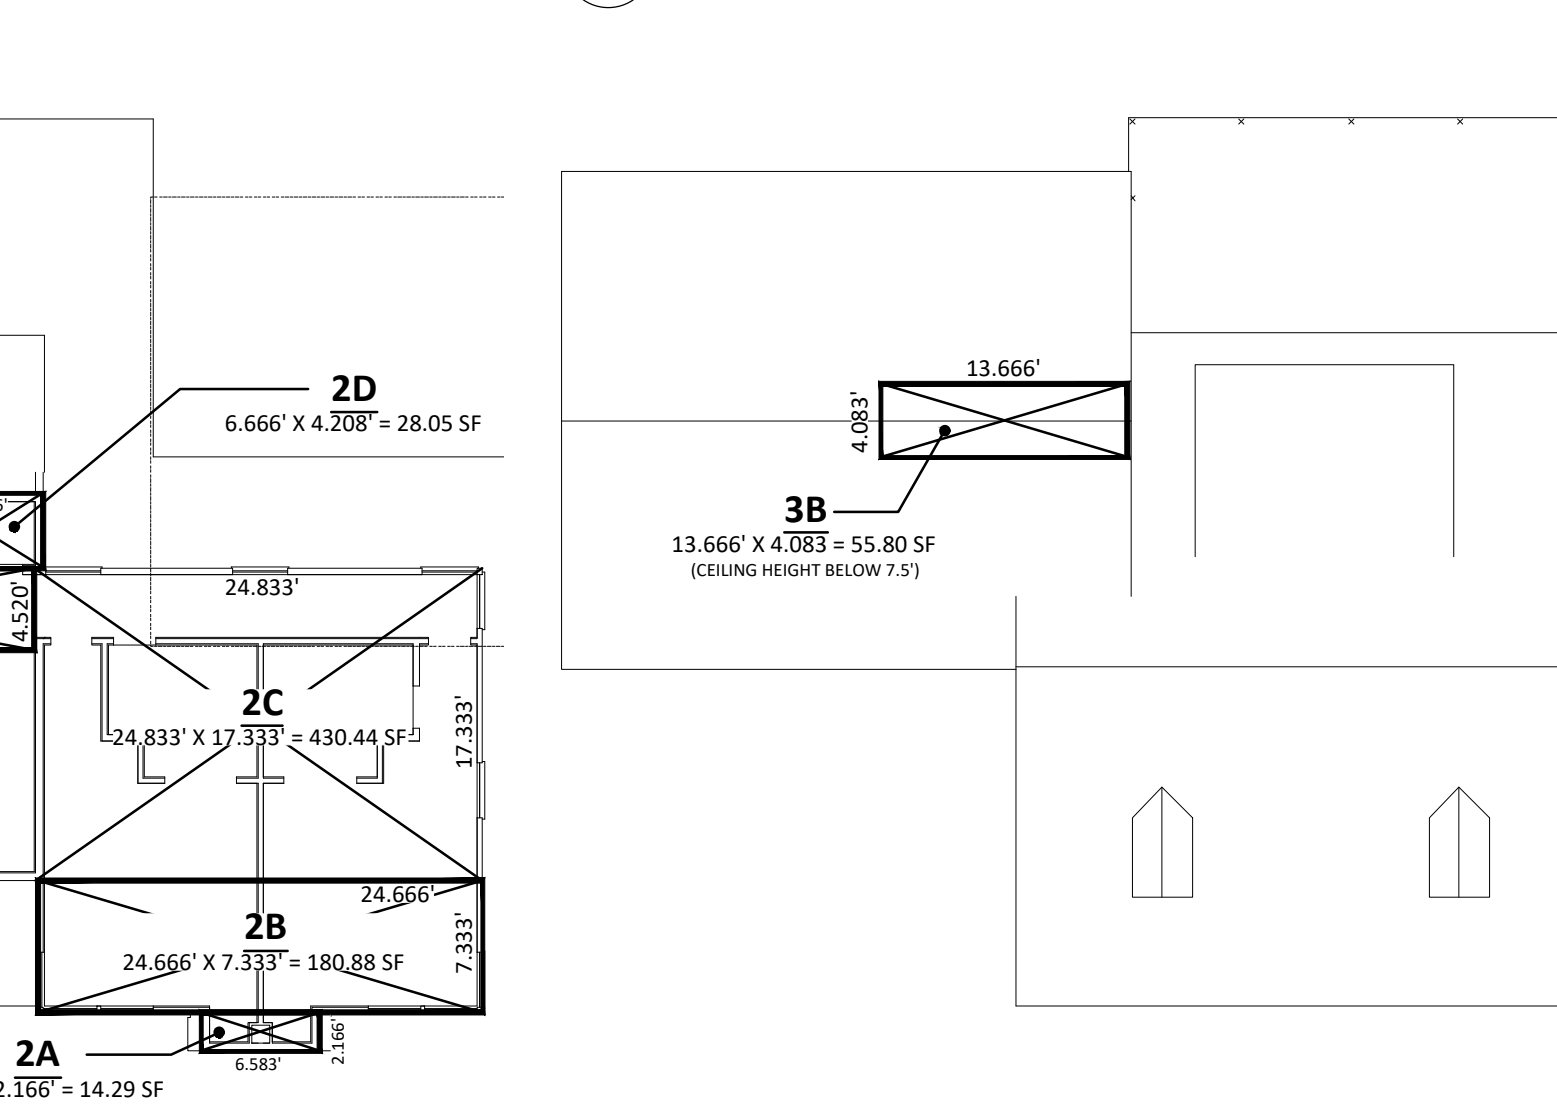 2D
6.666' X 4.208' = 28.05 SF
4.520'
24.833'
2C
24.833' X 17.333' = 430.44 SF
17.333'
24.666'
2B
24.666' X 7.333' = 180.88 SF
7.333'
2.166'
6.583'
2A
2.166' = 14.29 SF
13.666'
4.083'
3B
13.666' X 4.083 = 55.80 SF
(CEILING HEIGHT BELOW 7.5')